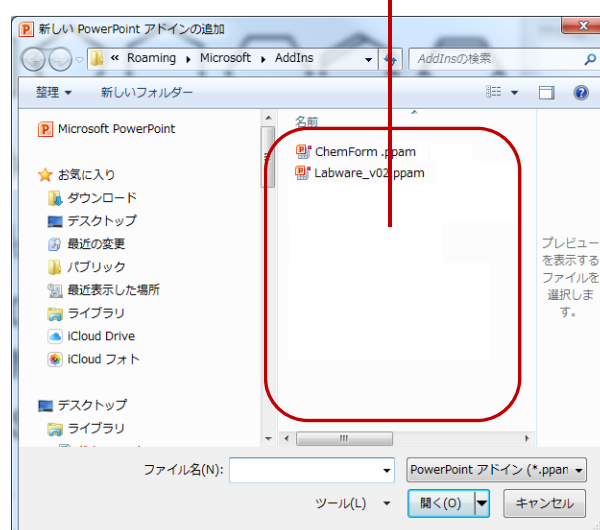 新しい PowerPoint アドインの追加
« Roaming ▸ Microsoft ▸ AddIns
AddInsの検索
整理 ▼ 新しいフォルダー
Microsoft PowerPoint
お気に入り
ダウンロード
デスクトップ
最近の変更
パブリック
最近表示した場所
ライブラリ
iCloud Drive
iCloud フォト
デスクトップ
ライブラリ
名前
ChemForm .ppam
Labware_v02.ppam
プレビュー
を表示する
ファイルを
選択しま
す。
ファイル名(N):
PowerPoint アドイン (*.ppan
ツール(L) 開く(O) キャンセル